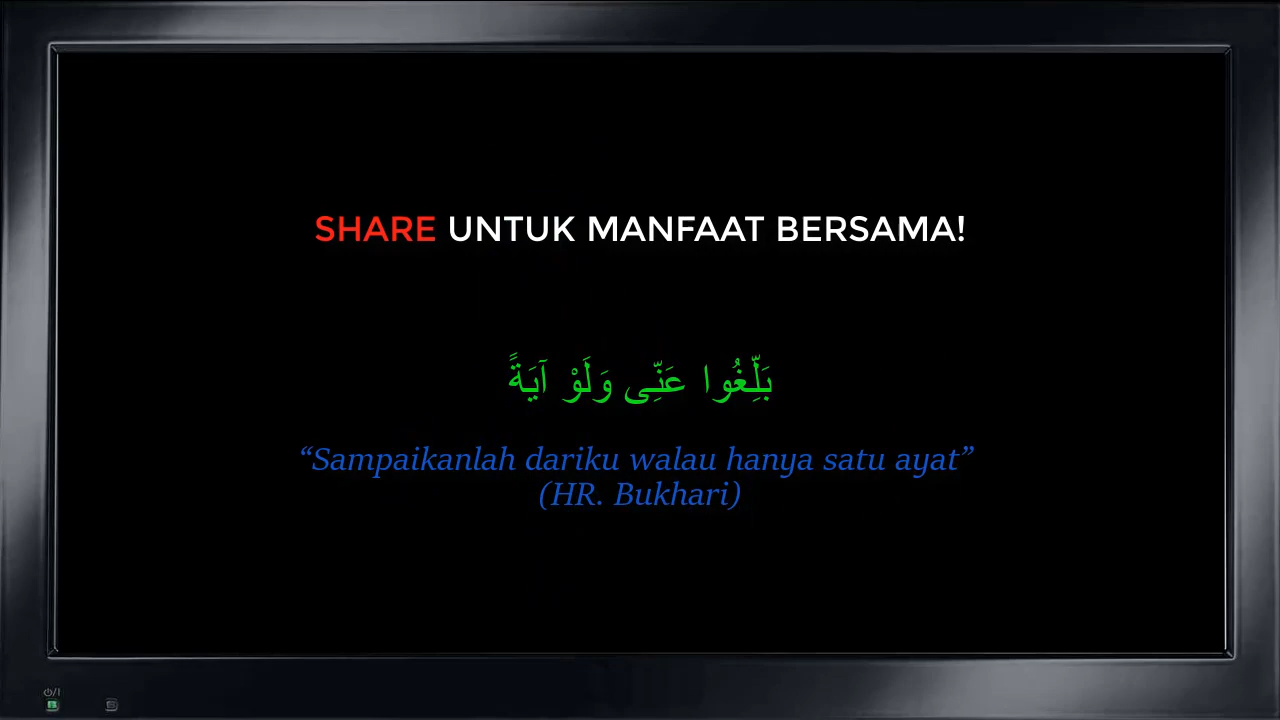 SHARE UNTUK MANFAAT BERSAMA!
بَلِّغُوا عَنِّى وَلَوْ آيَةً
“Sampaikanlah dariku walau hanya satu ayat”
(HR. Bukhari)